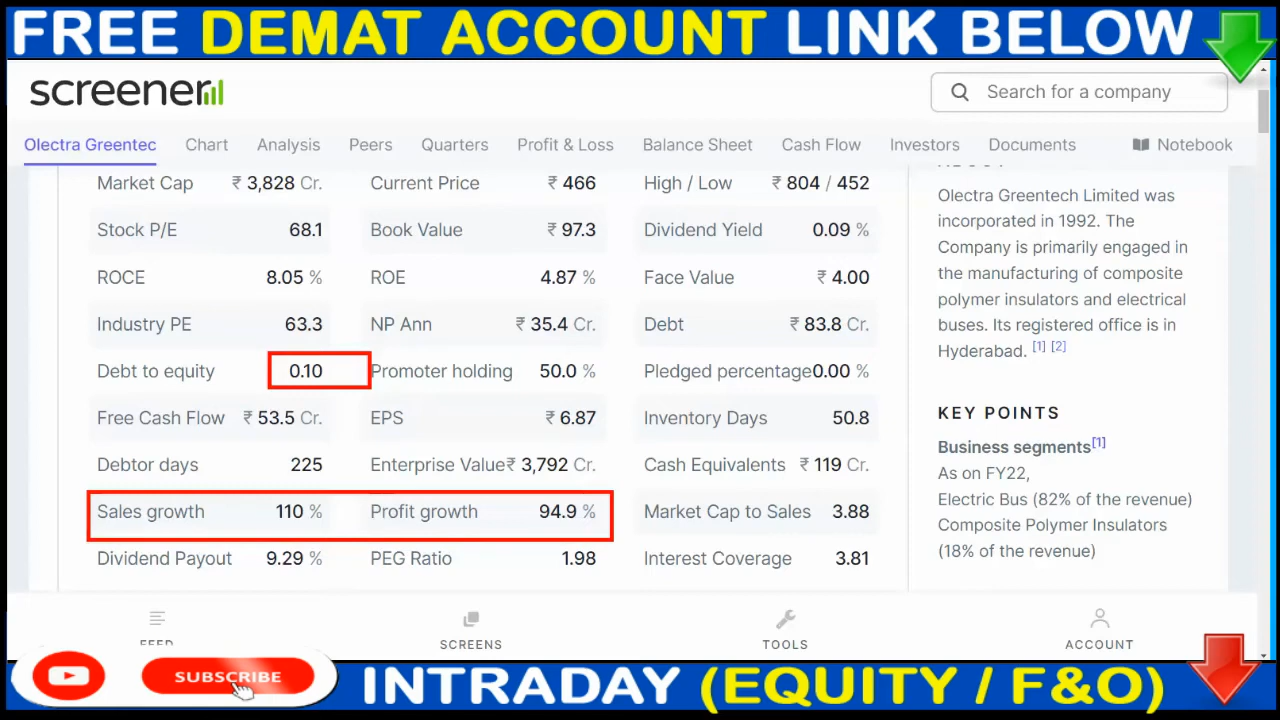 FREE DEMAT ACCOUNT LINK BELOW
screener
Search for a company
Olectra Greentec Chart Analysis Peers Quarters Profit & Loss Balance Sheet Cash Flow Investors Documents Notebook
Market Cap ₹ 3,828 Cr. Current Price ₹ 466 High / Low ₹ 804 / 452
Stock P/E 68.1 Book Value ₹ 97.3 Dividend Yield 0.09 %
ROCE 8.05 % ROE 4.87 % Face Value ₹ 4.00
Industry PE 63.3 NP Ann ₹ 35.4 Cr. Debt ₹ 83.8 Cr.
Debt to equity 0.10 Promoter holding 50.0 % Pledged percentage 0.00 %
Free Cash Flow ₹ 53.5 Cr. EPS ₹ 6.87 Inventory Days 50.8
Debtor days 225 Enterprise Value ₹ 3,792 Cr. Cash Equivalents ₹ 119 Cr.
Sales growth 110 % Profit growth 94.9 % Market Cap to Sales 3.88
Dividend Payout 9.29 % PEG Ratio 1.98 Interest Coverage 3.81
Olectra Greentech Limited was
incorporated in 1992. The
Company is primarily engaged in
the manufacturing of composite
polymer insulators and electrical
buses. Its registered office is in
Hyderabad. [1] [2]
KEY POINTS
Business segments[1]
As on FY22,
Electric Bus (82% of the revenue)
Composite Polymer Insulators
(18% of the revenue)
FEED SCREENS TOOLS ACCOUNT
SUBSCRIBE
INTRADAY (EQUITY / F&O)